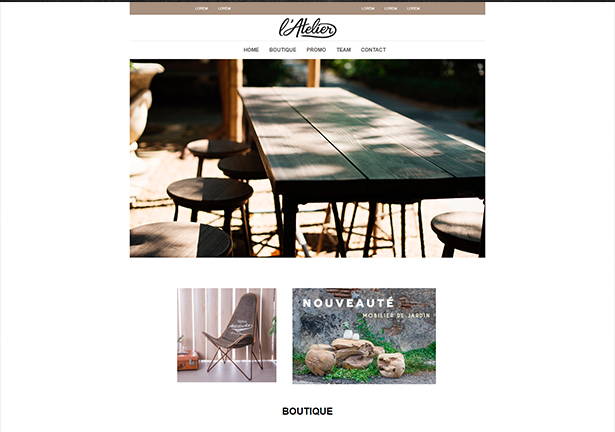 LOREM LOREM LOREM LOREM LOREM
l'Atelier
HOME BOUTIQUE PROMO TEAM CONTACT
NOUVEAUTÉ
MOBILIER DE JARDIN
BOUTIQUE